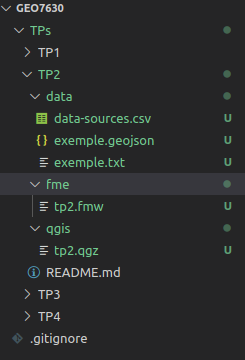 GEO7630
TPs
TP1
TP2
data
data-sources.csv U
exemple.geojson U
exemple.txt U
fme
tp2.fmw U
qgis
tp2.qgz U
README.md
TP3
TP4
.gitignore